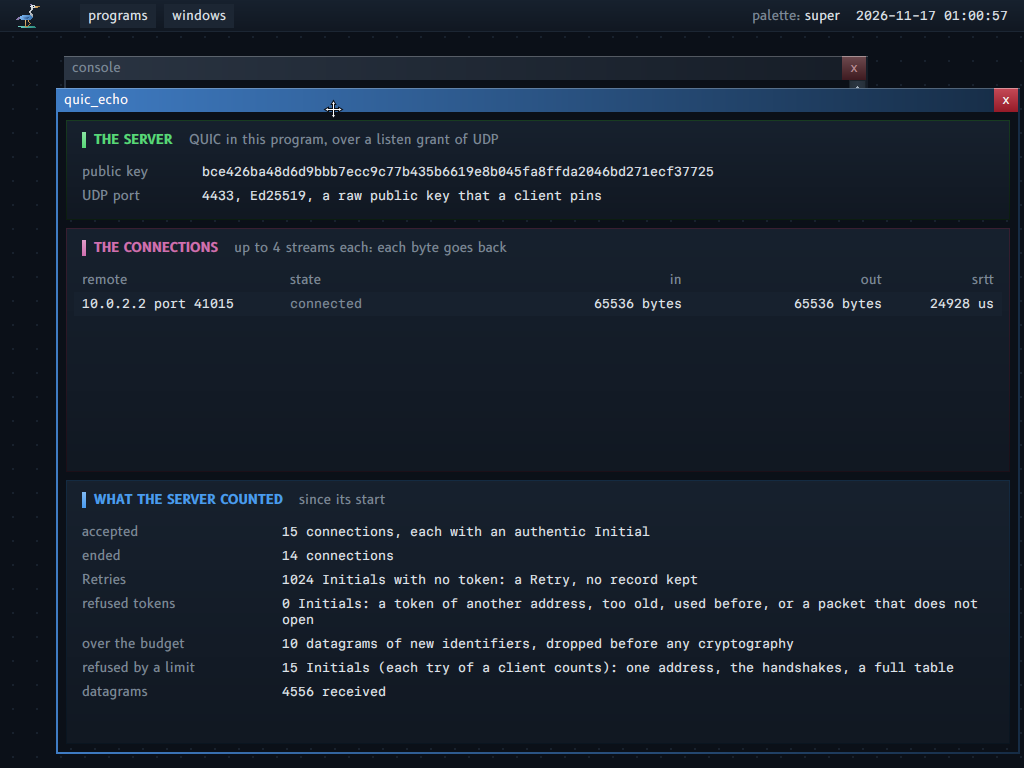 programs windows palette: super 2026-11-17 01:00:57
console x
quic_echo x
THE SERVER QUIC in this program, over a listen grant of UDP
public key bce426ba48d6d9bbb7ecc9c77b435b6619e8b045fa8ffda2046bd271ecf37725
UDP port 4433, Ed25519, a raw public key that a client pins
THE CONNECTIONS up to 4 streams each: each byte goes back
remote state in out srtt
10.0.2.2 port 41015 connected 65536 bytes 65536 bytes 24928 us
WHAT THE SERVER COUNTED since its start
accepted 15 connections, each with an authentic Initial
ended 14 connections
Retries 1024 Initials with no token: a Retry, no record kept
refused tokens 0 Initials: a token of another address, too old, used before, or a packet that does not
open
over the budget 10 datagrams of new identifiers, dropped before any cryptography
refused by a limit 15 Initials (each try of a client counts): one address, the handshakes, a full table
datagrams 4556 received